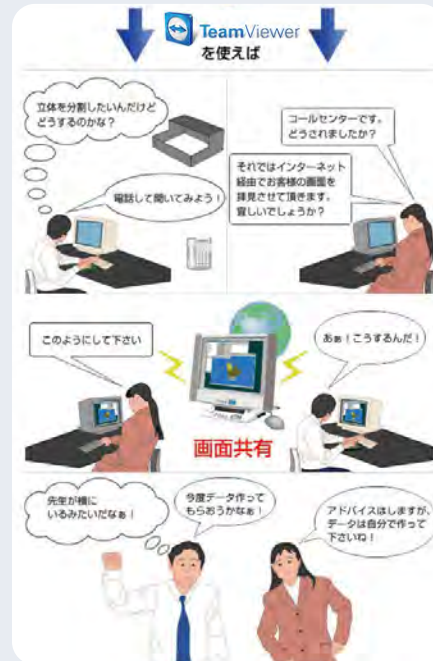 TeamViewer
を使えば
立体を分割したいんだけど
どうするのかな？
電話して聞いてみよう！
コールセンターです。
どうされましたか？
それではインターネット
経由でお客様の画面を
拝見させて頂きます。
宜しいでしょうか？
このようにして下さい
あぁ！こうするんだ！
画面共有
先生が横に
いるみたいだなぁ！
今度データ作って
もらおうかなぁ！
アドバイスはしますが、
データは自分で作って
下さいね！